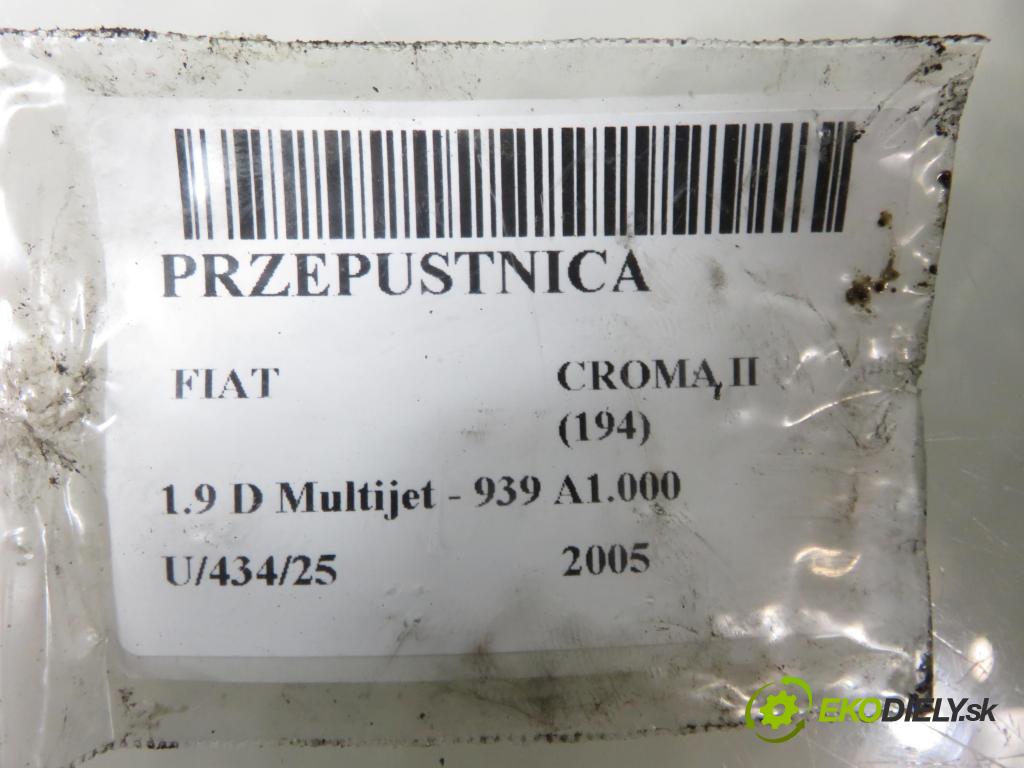 PRZEPUSTNICA
FIAT CROMA II
(194)
1.9 D Multijet - 939 A1.000
U/434/25 2005
EKODIELY.sk